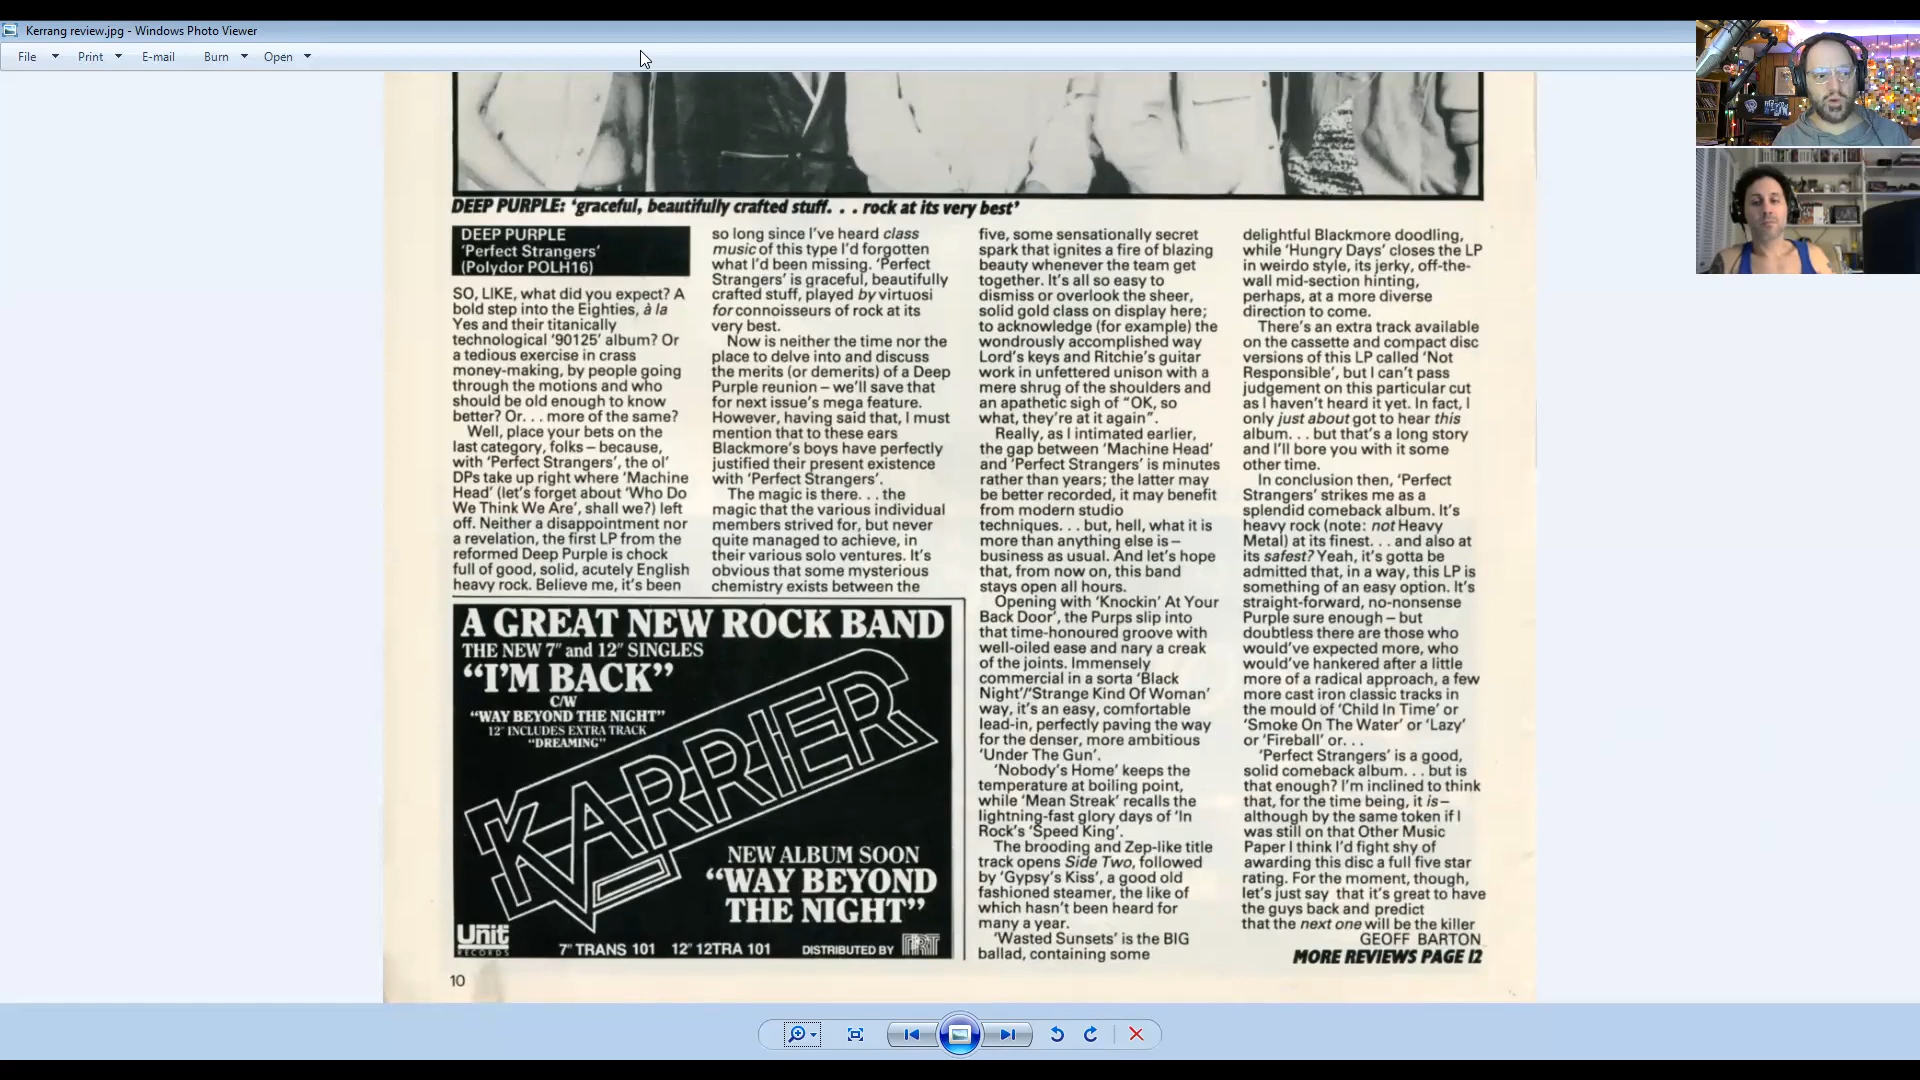 Kerrang review.jpg - Windows Photo Viewer
File
Print
E-mail
Burn
Open
DEEP PURPLE: 'graceful, beautifully crafted stuff. . . rock at its very best'
DEEP PURPLE
'Perfect Strangers'
(Polydor POLH16)
SO, LIKE, what did you expect? A
bold step into the Eighties, à la
Yes and their titanically
technological '90125' album? Or
a tedious exercise in crass
money-making, by people going
through the motions and who
should be old enough to know
better? Or. . . more of the same?
Well, place your bets on the
last category, folks – because,
with 'Perfect Strangers', the ol'
DPs take up right where 'Machine
Head' (let's forget about 'Who Do
We Think We Are', shall we?) left
off. Neither a disappointment nor
a revelation, the first LP from the
reformed Deep Purple is chock
full of good, solid, acutely English
heavy rock. Believe me, it's been
so long since I've heard class
music of this type I'd forgotten
what I'd been missing. 'Perfect
Strangers' is graceful, beautifully
crafted stuff, played by virtuosi
for connoisseurs of rock at its
very best.
Now is neither the time nor the
place to delve into and discuss
the merits (or demerits) of a Deep
Purple reunion – we'll save that
for next issue's mega feature.
However, having said that, I must
mention that to these ears
Blackmore's boys have perfectly
justified their present existence
with 'Perfect Strangers'.
The magic is there. . . the
magic that the various individual
members strived for, but never
quite managed to achieve, in
their various solo ventures. It's
obvious that some mysterious
chemistry exists between the
five, some sensationally secret
spark that ignites a fire of blazing
beauty whenever the team get
together. It's all so easy to
dismiss or overlook the sheer,
solid gold class on display here;
to acknowledge (for example) the
wondrously accomplished way
Lord's keys and Ritchie's guitar
work in unfettered unison with a
mere shrug of the shoulders and
an apathetic sigh of "OK, so
what, they're at it again".
Really, as I intimated earlier,
the gap between 'Machine Head'
and 'Perfect Strangers' is minutes
rather than years; the latter may
be better recorded, it may benefit
from modern studio
techniques. . . but, hell, what it is
more than anything else is –
business as usual. And let's hope
that, from now on, this band
stays open all hours.
Opening with 'Knockin' At Your
Back Door', the Purps slip into
that time-honoured groove with
well-oiled ease and nary a creak
of the joints. Immensely
commercial in a sorta 'Black
Night'/'Strange Kind Of Woman'
way, it's an easy, comfortable
lead-in, perfectly paving the way
for the denser, more ambitious
'Under The Gun'.
'Nobody's Home' keeps the
temperature at boiling point,
while 'Mean Streak' recalls the
lightning-fast glory days of 'In
Rock's 'Speed King'.
The brooding and Zep-like title
track opens Side Two, followed
by 'Gypsy's Kiss', a good old
fashioned steamer, the like of
which hasn't been heard for
many a year.
'Wasted Sunsets' is the BIG
ballad, containing some
delightful Blackmore doodling,
while 'Hungry Days' closes the LP
in weirdo style, its jerky, off-the-
wall mid-section hinting,
perhaps, at a more diverse
direction to come.
There's an extra track available
on the cassette and compact disc
versions of this LP called 'Not
Responsible', but I can't pass
judgement on this particular cut
as I haven't heard it yet. In fact, I
only just about got to hear this
album. . . but that's a long story
and I'll bore you with it some
other time.
In conclusion then, 'Perfect
Strangers' strikes me as a
splendid comeback album. It's
heavy rock (note: not Heavy
Metal) at its finest. . . and also at
its safest? Yeah, it's gotta be
admitted that, in a way, this LP is
something of an easy option. It's
straight-forward, no-nonsense
Purple sure enough – but
doubtless there are those who
would've expected more, who
would've hankered after a little
more of a radical approach, a few
more cast iron classic tracks in
the mould of 'Child In Time' or
'Smoke On The Water' or 'Lazy'
or 'Fireball' or. . .
'Perfect Strangers' is a good,
solid comeback album. . . but is
that enough? I'm inclined to think
that, for the time being, it is –
although by the same token if I
was still on that Other Music
Paper I think I'd fight shy of
awarding this disc a full five star
rating. For the moment, though,
let's just say that it's great to have
the guys back and predict
that the next one will be the killer
GEOFF BARTON
MORE REVIEWS PAGE 12
A GREAT NEW ROCK BAND
THE NEW 7" and 12" SINGLES
"I'M BACK"
C/W
"WAY BEYOND THE NIGHT"
12" INCLUDES EXTRA TRACK
"DREAMING"
KARRIER
NEW ALBUM SOON
"WAY BEYOND
THE NIGHT"
Unit
RECORDS
7" TRANS 101 12" 12TRA 101 DISTRIBUTED BY
10